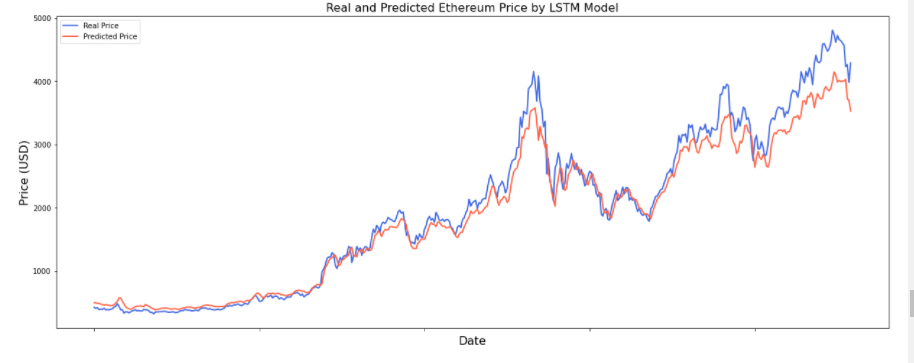 Real and Predicted Ethereum Price by LSTM Model
Real Price
Predicted Price
5000
4000
3000
2000
1000
Price (USD)
Date